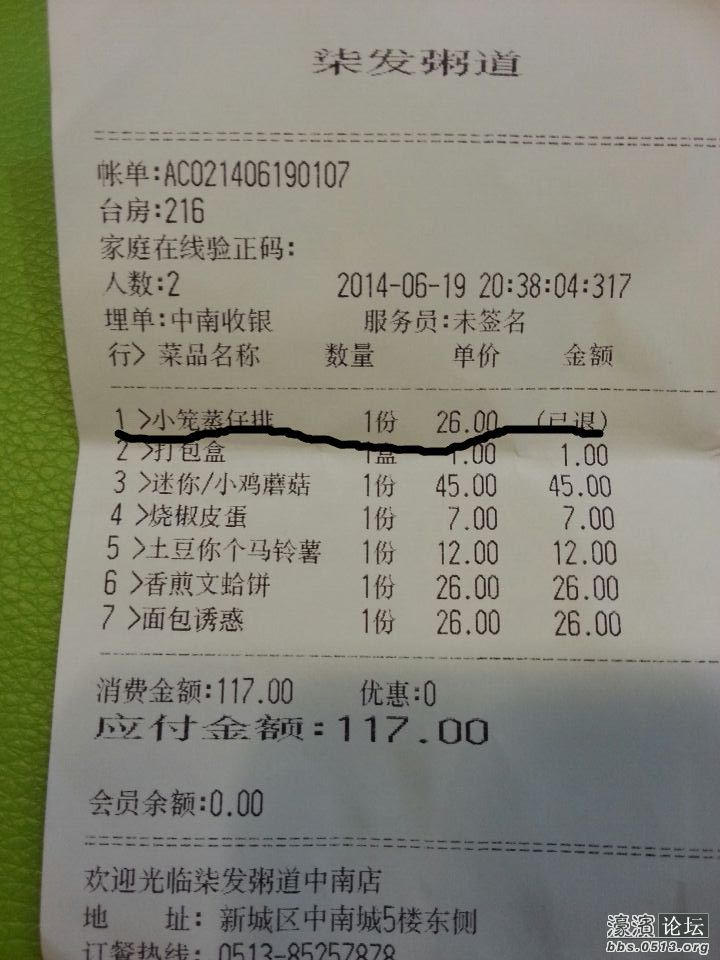 柒发粥道
帐单:AC021406190107
台房:216
家庭在线验正码:
人数:2 2014-06-19 20:38:04:317
埋单:中南收银 服务员:未签名
行> 菜品名称 数量 单价 金额
1 >小笼蒸仔排 1份 26.00 (已退)
2 >打包盒 1盒 1.00 1.00
3 >迷你/小鸡蘑菇 1份 45.00 45.00
4 >烧椒皮蛋 1份 7.00 7.00
5 >土豆你个马铃薯 1份 12.00 12.00
6 >香煎文蛤饼 1份 26.00 26.00
7 >面包诱惑 1份 26.00 26.00
消费金额:117.00 优惠:0
应付金额:117.00
会员余额:0.00
欢迎光临柒发粥道中南店
地 址: 新城区中南城5楼东侧
订餐热线: 0513-85257878
濠滨论坛
bbs.0513.org